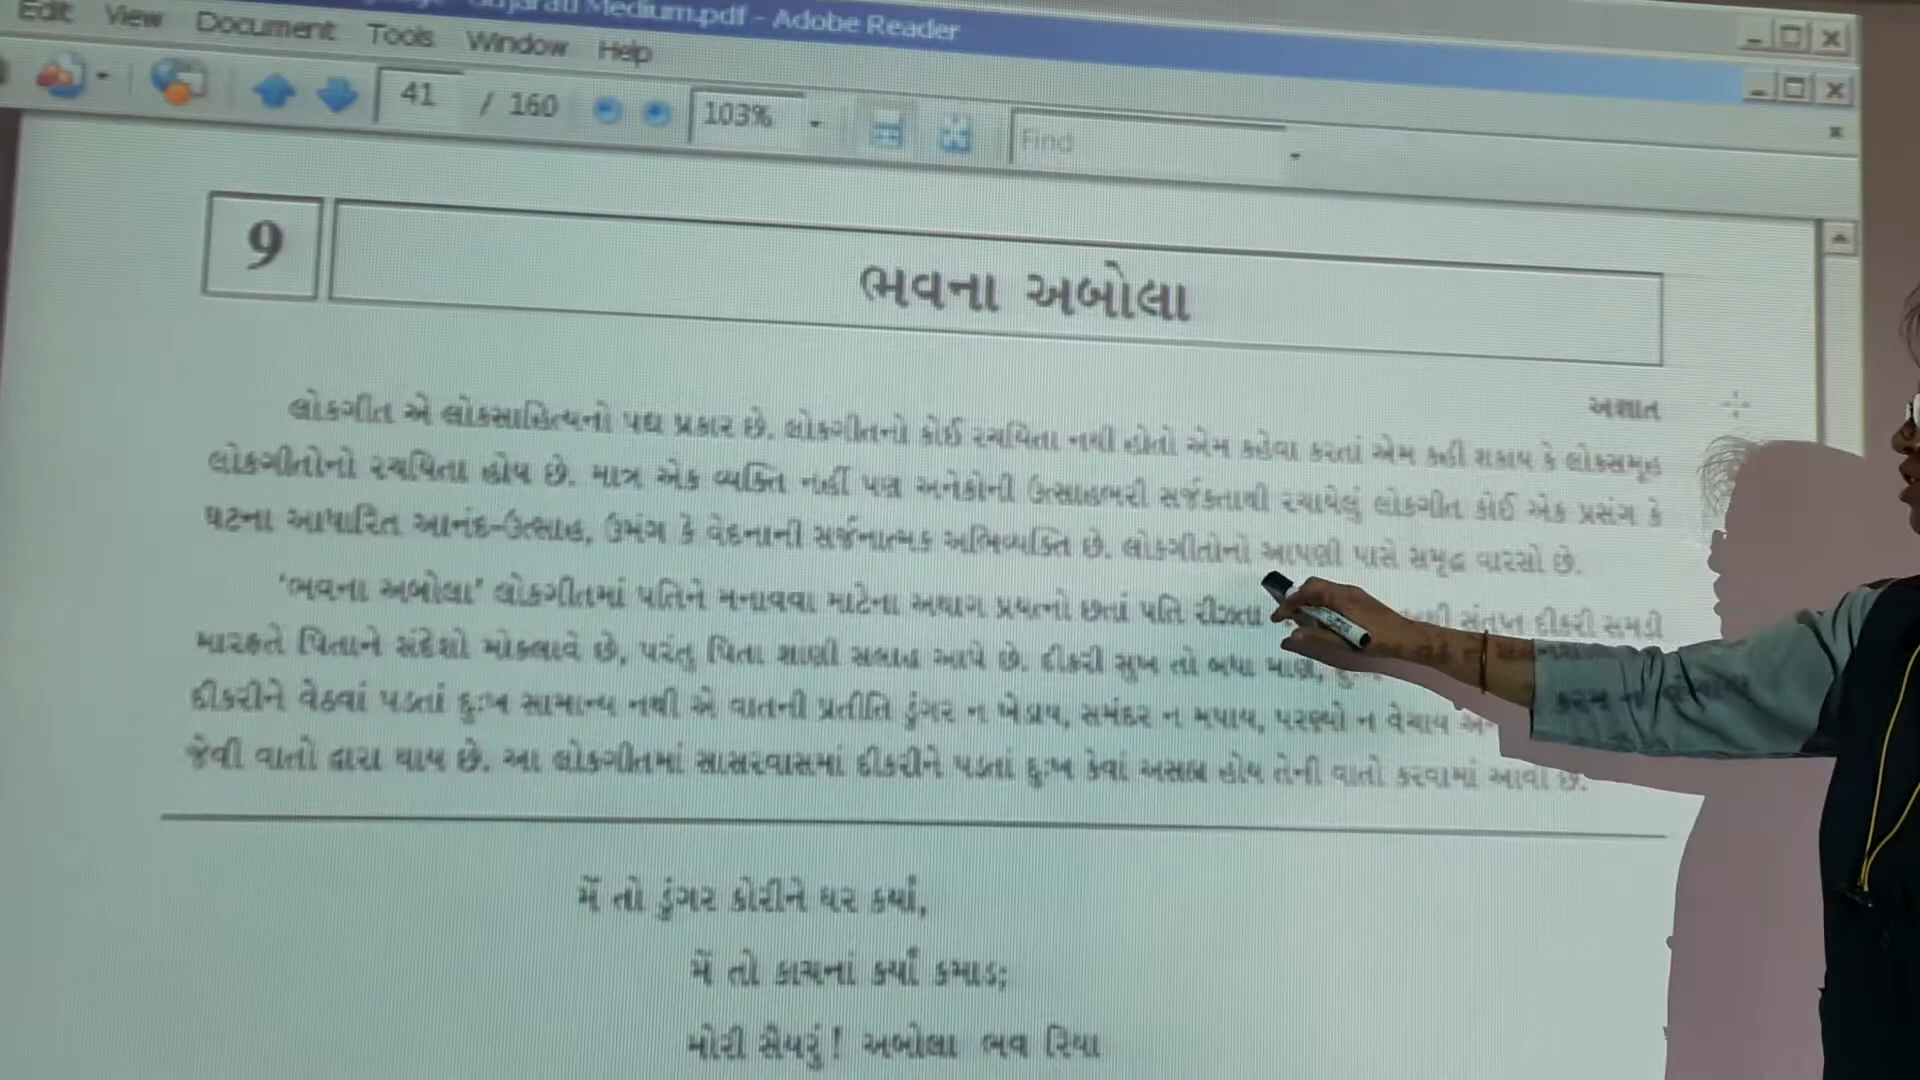 Edit View Document Tools Window Help
Medium.pdf - Adobe Reader
41 / 160 103% Find
9
ભવના અબોલા
અજ્ઞાત
લોકગીત એ લોકસાહિત્યનો પદ્ય પ્રકાર છે. લોકગીતનો કોઈ રચયિતા નથી હોતો એમ કહેવા કરતાં એમ કહી શકાય કે લોકસમૂહ
લોકગીતોનો રચયિતા હોય છે. માત્ર એક વ્યક્તિ નહીં પણ અનેકોની ઉત્સાહભરી સર્જકતાથી રચાયેલું લોકગીત કોઈ એક પ્રસંગ કે
ઘટના આધારિત આનંદ-ઉત્સાહ, ઉમંગ કે વેદનાની સર્જનાત્મક અભિવ્યક્તિ છે. લોકગીતોનો આપણી પાસે સમૃદ્ધ વારસો છે.
'ભવના અબોલા' લોકગીતમાં પતિને મનાવવા માટેના અથાગ પ્રયત્નો છતાં પતિ રીઝતા સંતપ્ત દીકરી સમડી
મારફતે પિતાને સંદેશો મોકલાવે છે, પરંતુ પિતા શાણી સલાહ આપે છે. દીકરી સુખ તો બધા માણે,
દીકરીને વેઠવાં પડતાં દુઃખ સામાન્ય નથી એ વાતની પ્રતીતિ ડુંગર ન ખેડાય, સમંદર ન મપાય, પરણ્યો ન વેચાય
જેવી વાતો દ્વારા થાય છે. આ લોકગીતમાં સાસરવાસમાં દીકરીને પડતાં દુઃખ કેવાં અસહ્ય હોય તેની વાતો કરવામાં આવી છે.
મેં તો ડુંગર કોરીને ઘર કર્યાં,
મેં તો કાચનાં કર્યાં કમાડ;
મોરી સૈયરું! અબોલા ભવ રિયા